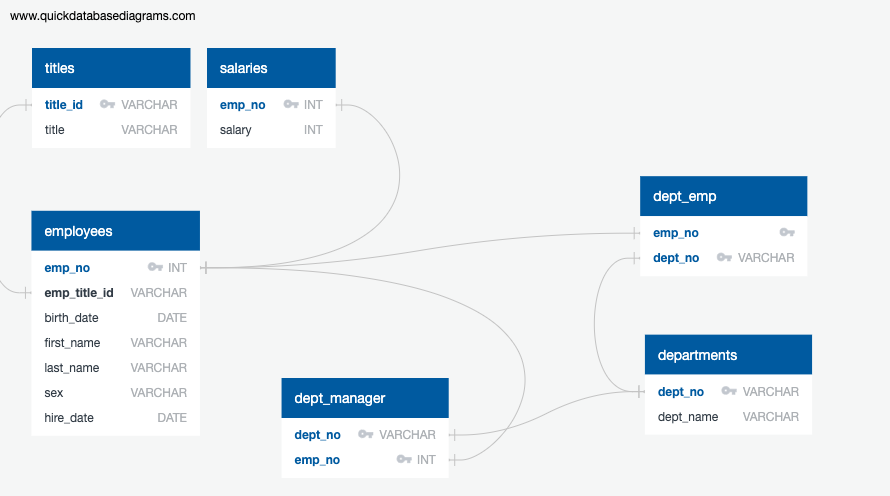 www.quickdatabasediagrams.com
titles
title_id VARCHAR
title VARCHAR
salaries
emp_no INT
salary INT
employees
emp_no INT
emp_title_id VARCHAR
birth_date DATE
first_name VARCHAR
last_name VARCHAR
sex VARCHAR
hire_date DATE
dept_emp
emp_no
dept_no VARCHAR
departments
dept_no VARCHAR
dept_name VARCHAR
dept_manager
dept_no VARCHAR
emp_no INT